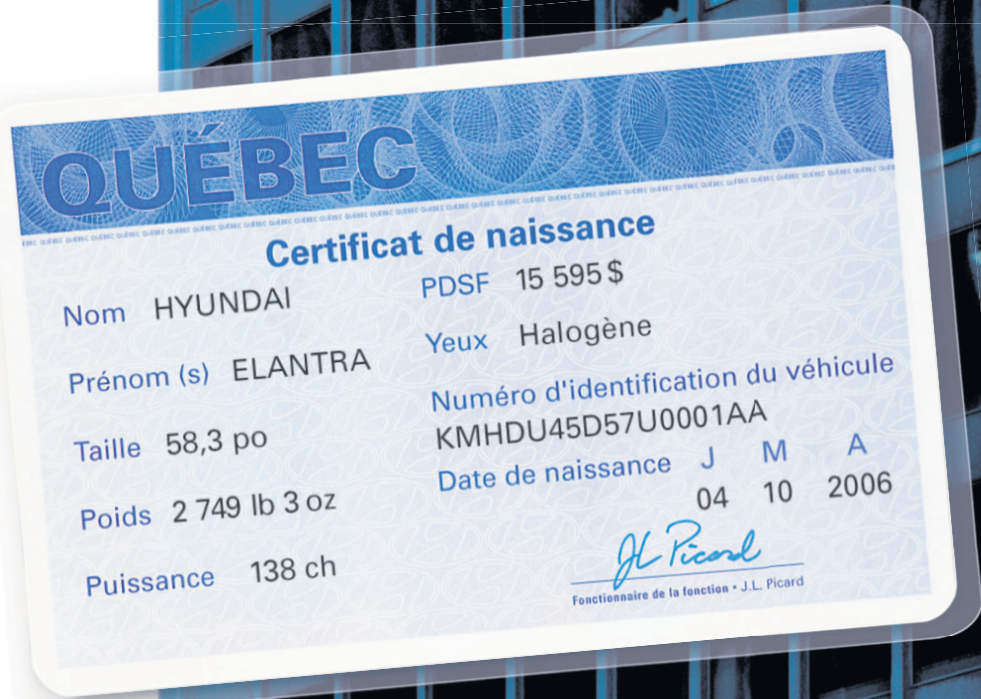 QUÉBEC
Certificat de naissance
Nom HYUNDAI
PDSF 15 595 $
Prénom (s) ELANTRA
Yeux Halogène
Taille 58,3 po
Numéro d'identification du véhicule
KMHDU45D57U0001AA
Poids 2 749 lb 3 oz
Date de naissance J M A
04 10 2006
Puissance 138 ch
JL Picard
Fonctionnaire de la fonction • J.L. Picard